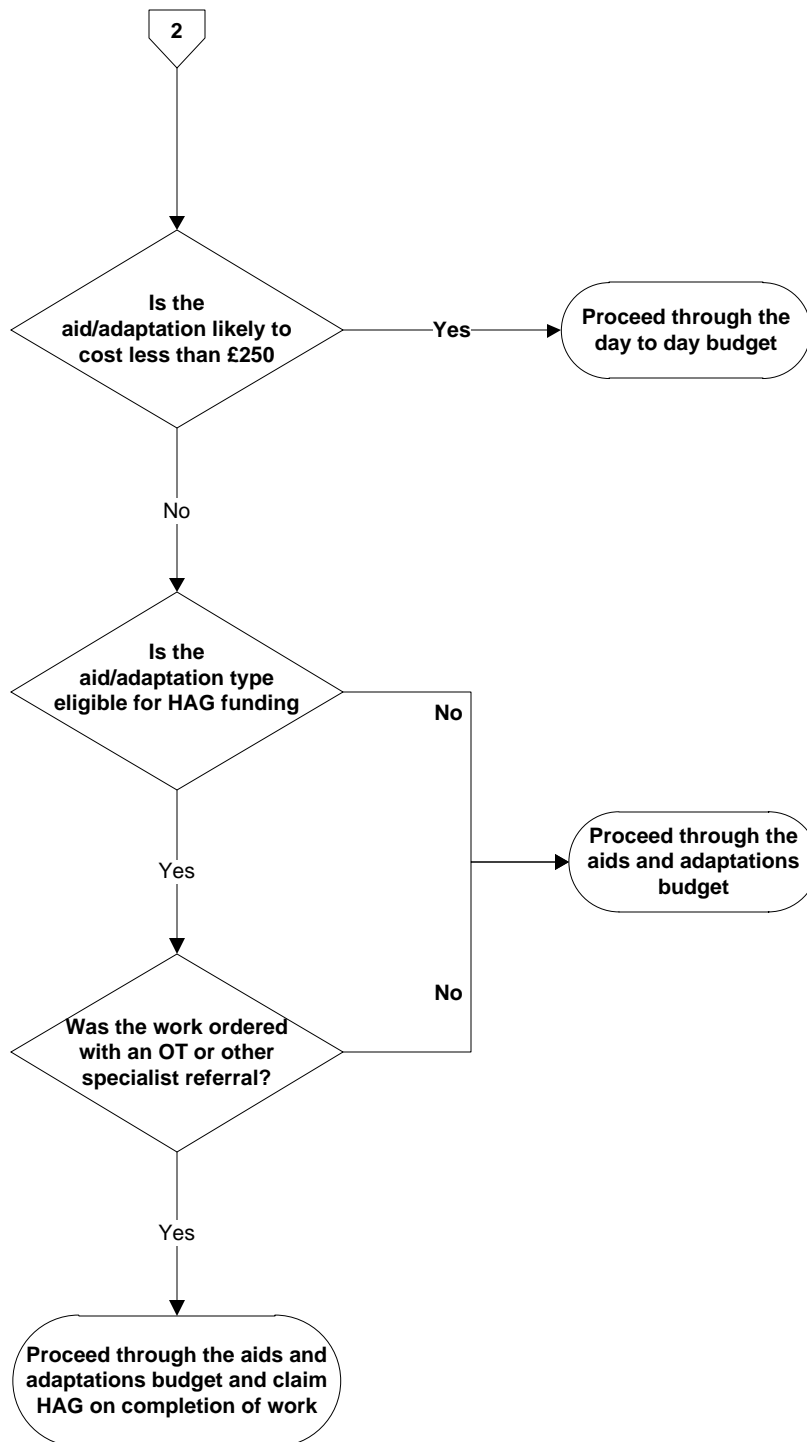 2
Is the
aid/adaptation likely to
cost less than £250
Yes
Proceed through the
day to day budget
No
Is the
aid/adaptation type
eligible for HAG funding
No
Yes
Proceed through the
aids and adaptations
budget
No
Was the work ordered
with an OT or other
specialist referral?
Yes
Proceed through the aids and
adaptations budget and claim
HAG on completion of work